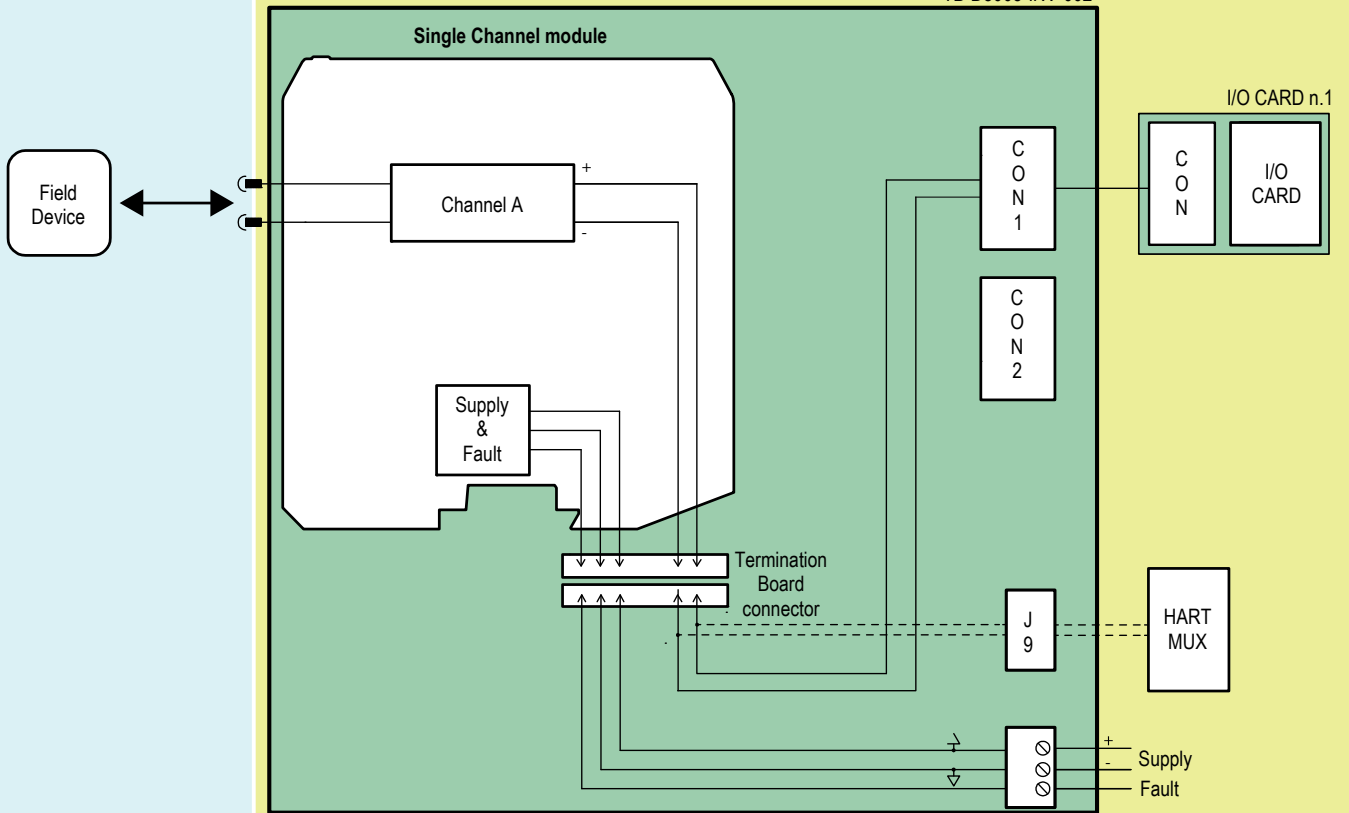 Single Channel module
I/O CARD n.1
Field
Device
Channel A
+
-
C
O
N
1
C
O
N
I/O
CARD
C
O
N
2
Supply
&
Fault
Termination
Board
connector
J
9
HART
MUX
+
-
Supply
Fault